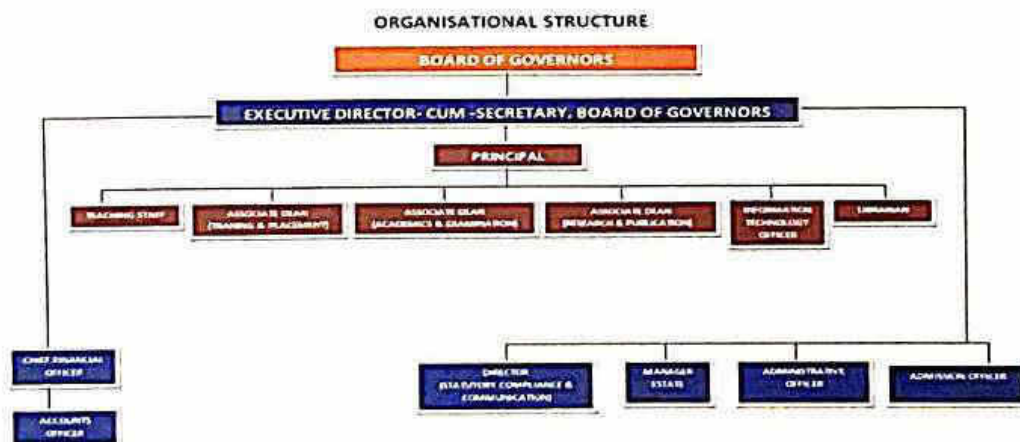 ORGANISATIONAL STRUCTURE
BOARD OF GOVERNORS
EXECUTIVE DIRECTOR- CUM -SECRETARY, BOARD OF GOVERNORS
PRINCIPAL
TEACHING STAFF
ASSOCIATE DEAN
(TRAINING & PLACEMENT)
ASSOCIATE DEAN
(ACADEMICS & EXAMINATION)
ASSOCIATE DEAN
(RESEARCH & PUBLICATION)
INFORMATION
TECHNOLOGY
OFFICER
LIBRARIAN
CHIEF FINANCIAL
OFFICER
ACCOUNTS
OFFICER
DIRECTOR
(STATUTORY COMPLIANCE &
COMMUNICATION)
MANAGER
ESTATE
ADMINISTRATIVE
OFFICER
ADMISSION OFFICER